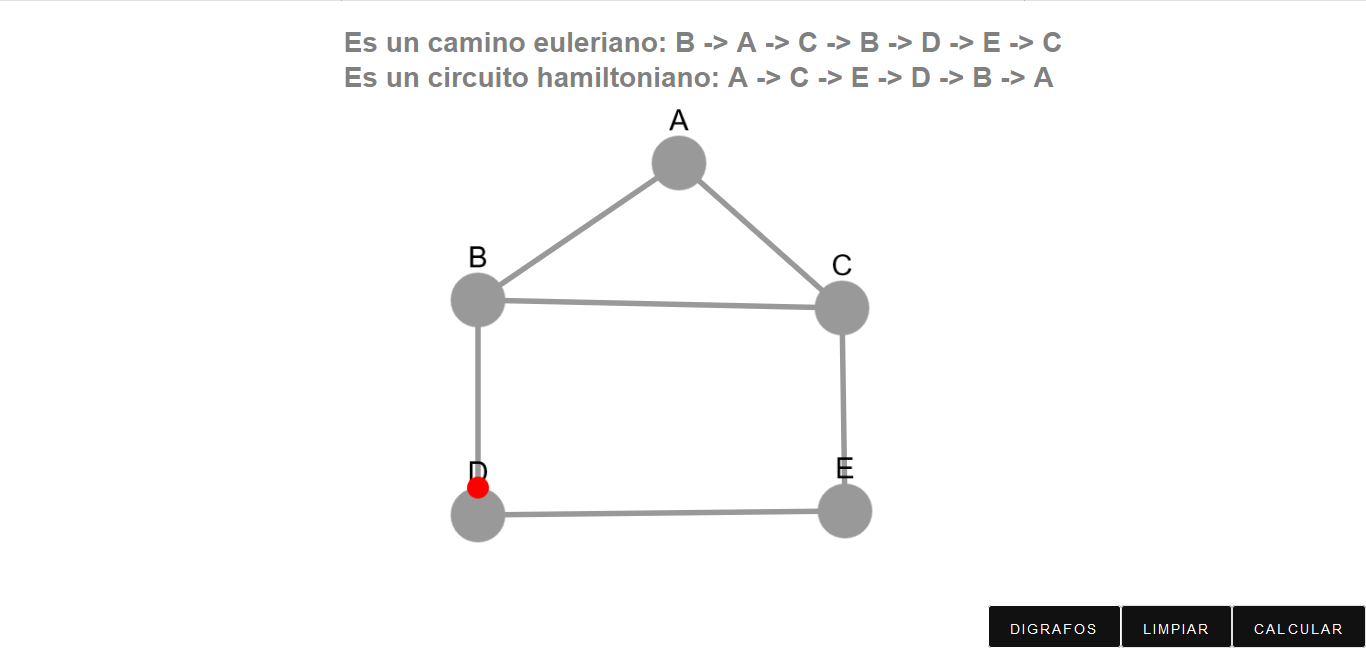 Es un camino euleriano: B -> A -> C -> B -> D -> E -> C
Es un circuito hamiltoniano: A -> C -> E -> D -> B -> A
A
B
C
D
E
DIGRAFOS
LIMPIAR
CALCULAR